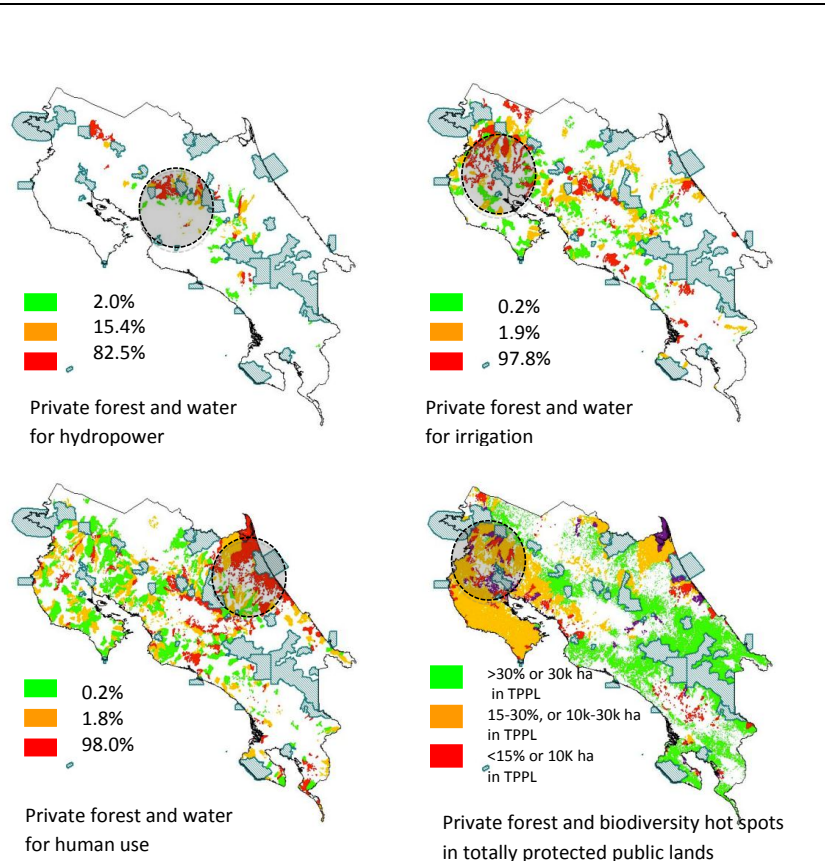 2.0%
15.4%
82.5%
Private forest and water
for hydropower
0.2%
1.9%
97.8%
Private forest and water
for irrigation
0.2%
1.8%
98.0%
Private forest and water
for human use
>30% or 30k ha
in TPPL
15-30%, or 10k-30k ha
in TPPL
<15% or 10K ha
in TPPL
Private forest and biodiversity hot spots
in totally protected public lands